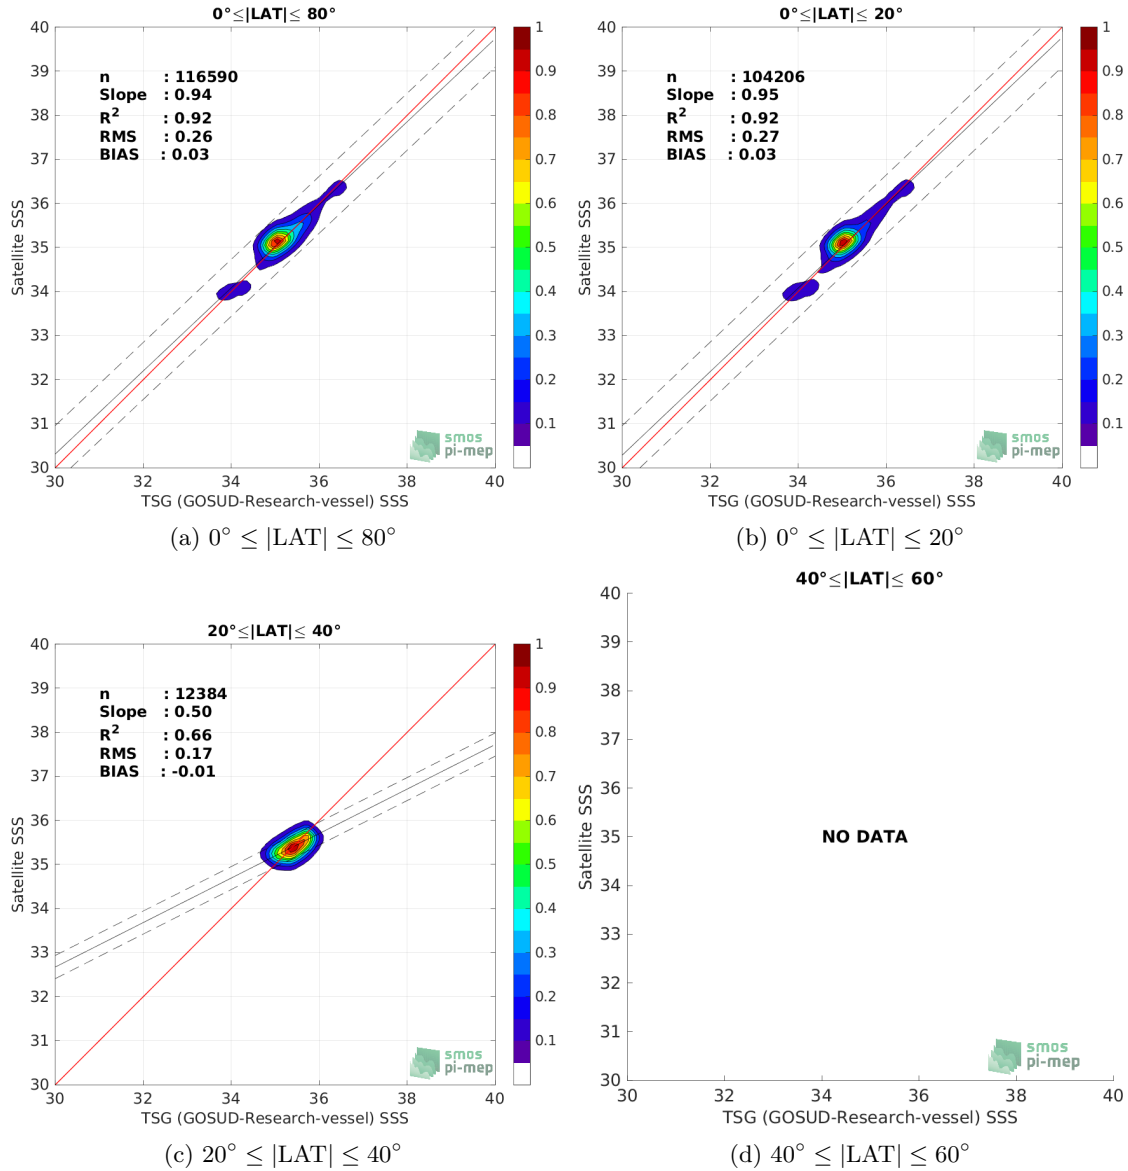 0°≤|LAT|≤ 80°
40
39
38
37
36
35
34
33
32
31
30
30
32
34
36
38
40
Satellite SSS
TSG (GOSUD-Research-vessel) SSS
n : 116590
Slope : 0.94
R² : 0.92
RMS : 0.26
BIAS : 0.03
smos
pi-mep
1
0.9
0.8
0.7
0.6
0.5
0.4
0.3
0.2
0.1
(a) 0° ≤ |LAT| ≤ 80°
0°≤|LAT|≤ 20°
40
39
38
37
36
35
34
33
32
31
30
30
32
34
36
38
40
Satellite SSS
TSG (GOSUD-Research-vessel) SSS
n : 104206
Slope : 0.95
R² : 0.92
RMS : 0.27
BIAS : 0.03
smos
pi-mep
1
0.9
0.8
0.7
0.6
0.5
0.4
0.3
0.2
0.1
(b) 0° ≤ |LAT| ≤ 20°
20°≤|LAT|≤ 40°
40
39
38
37
36
35
34
33
32
31
30
30
32
34
36
38
40
Satellite SSS
TSG (GOSUD-Research-vessel) SSS
n : 12384
Slope : 0.50
R² : 0.66
RMS : 0.17
BIAS : -0.01
smos
pi-mep
1
0.9
0.8
0.7
0.6
0.5
0.4
0.3
0.2
0.1
(c) 20° ≤ |LAT| ≤ 40°
40°≤|LAT|≤ 60°
40
39
38
37
36
35
34
33
32
31
30
30
32
34
36
38
40
Satellite SSS
TSG (GOSUD-Research-vessel) SSS
NO DATA
smos
pi-mep
(d) 40° ≤ |LAT| ≤ 60°